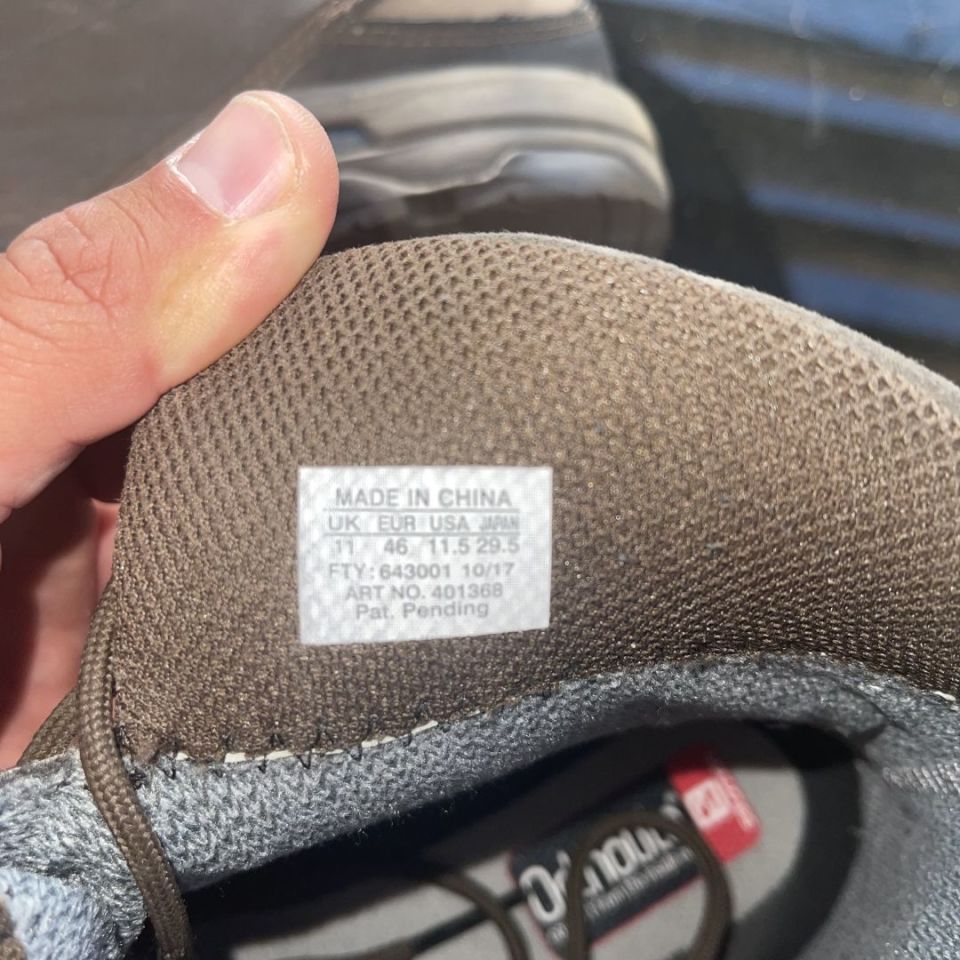 MADE IN CHINA
UK EUR USA JAPAN
11 46 11.5 29.5
FTY: 643001 10/17
ART NO. 401368
Pat. Pending